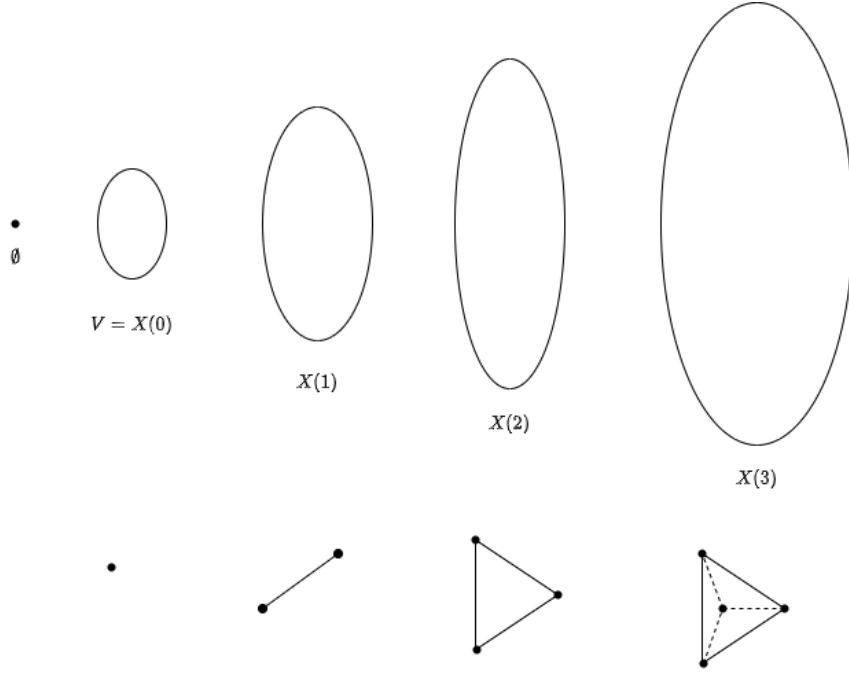 ∅
V = X(0)
X(1)
X(2)
X(3)